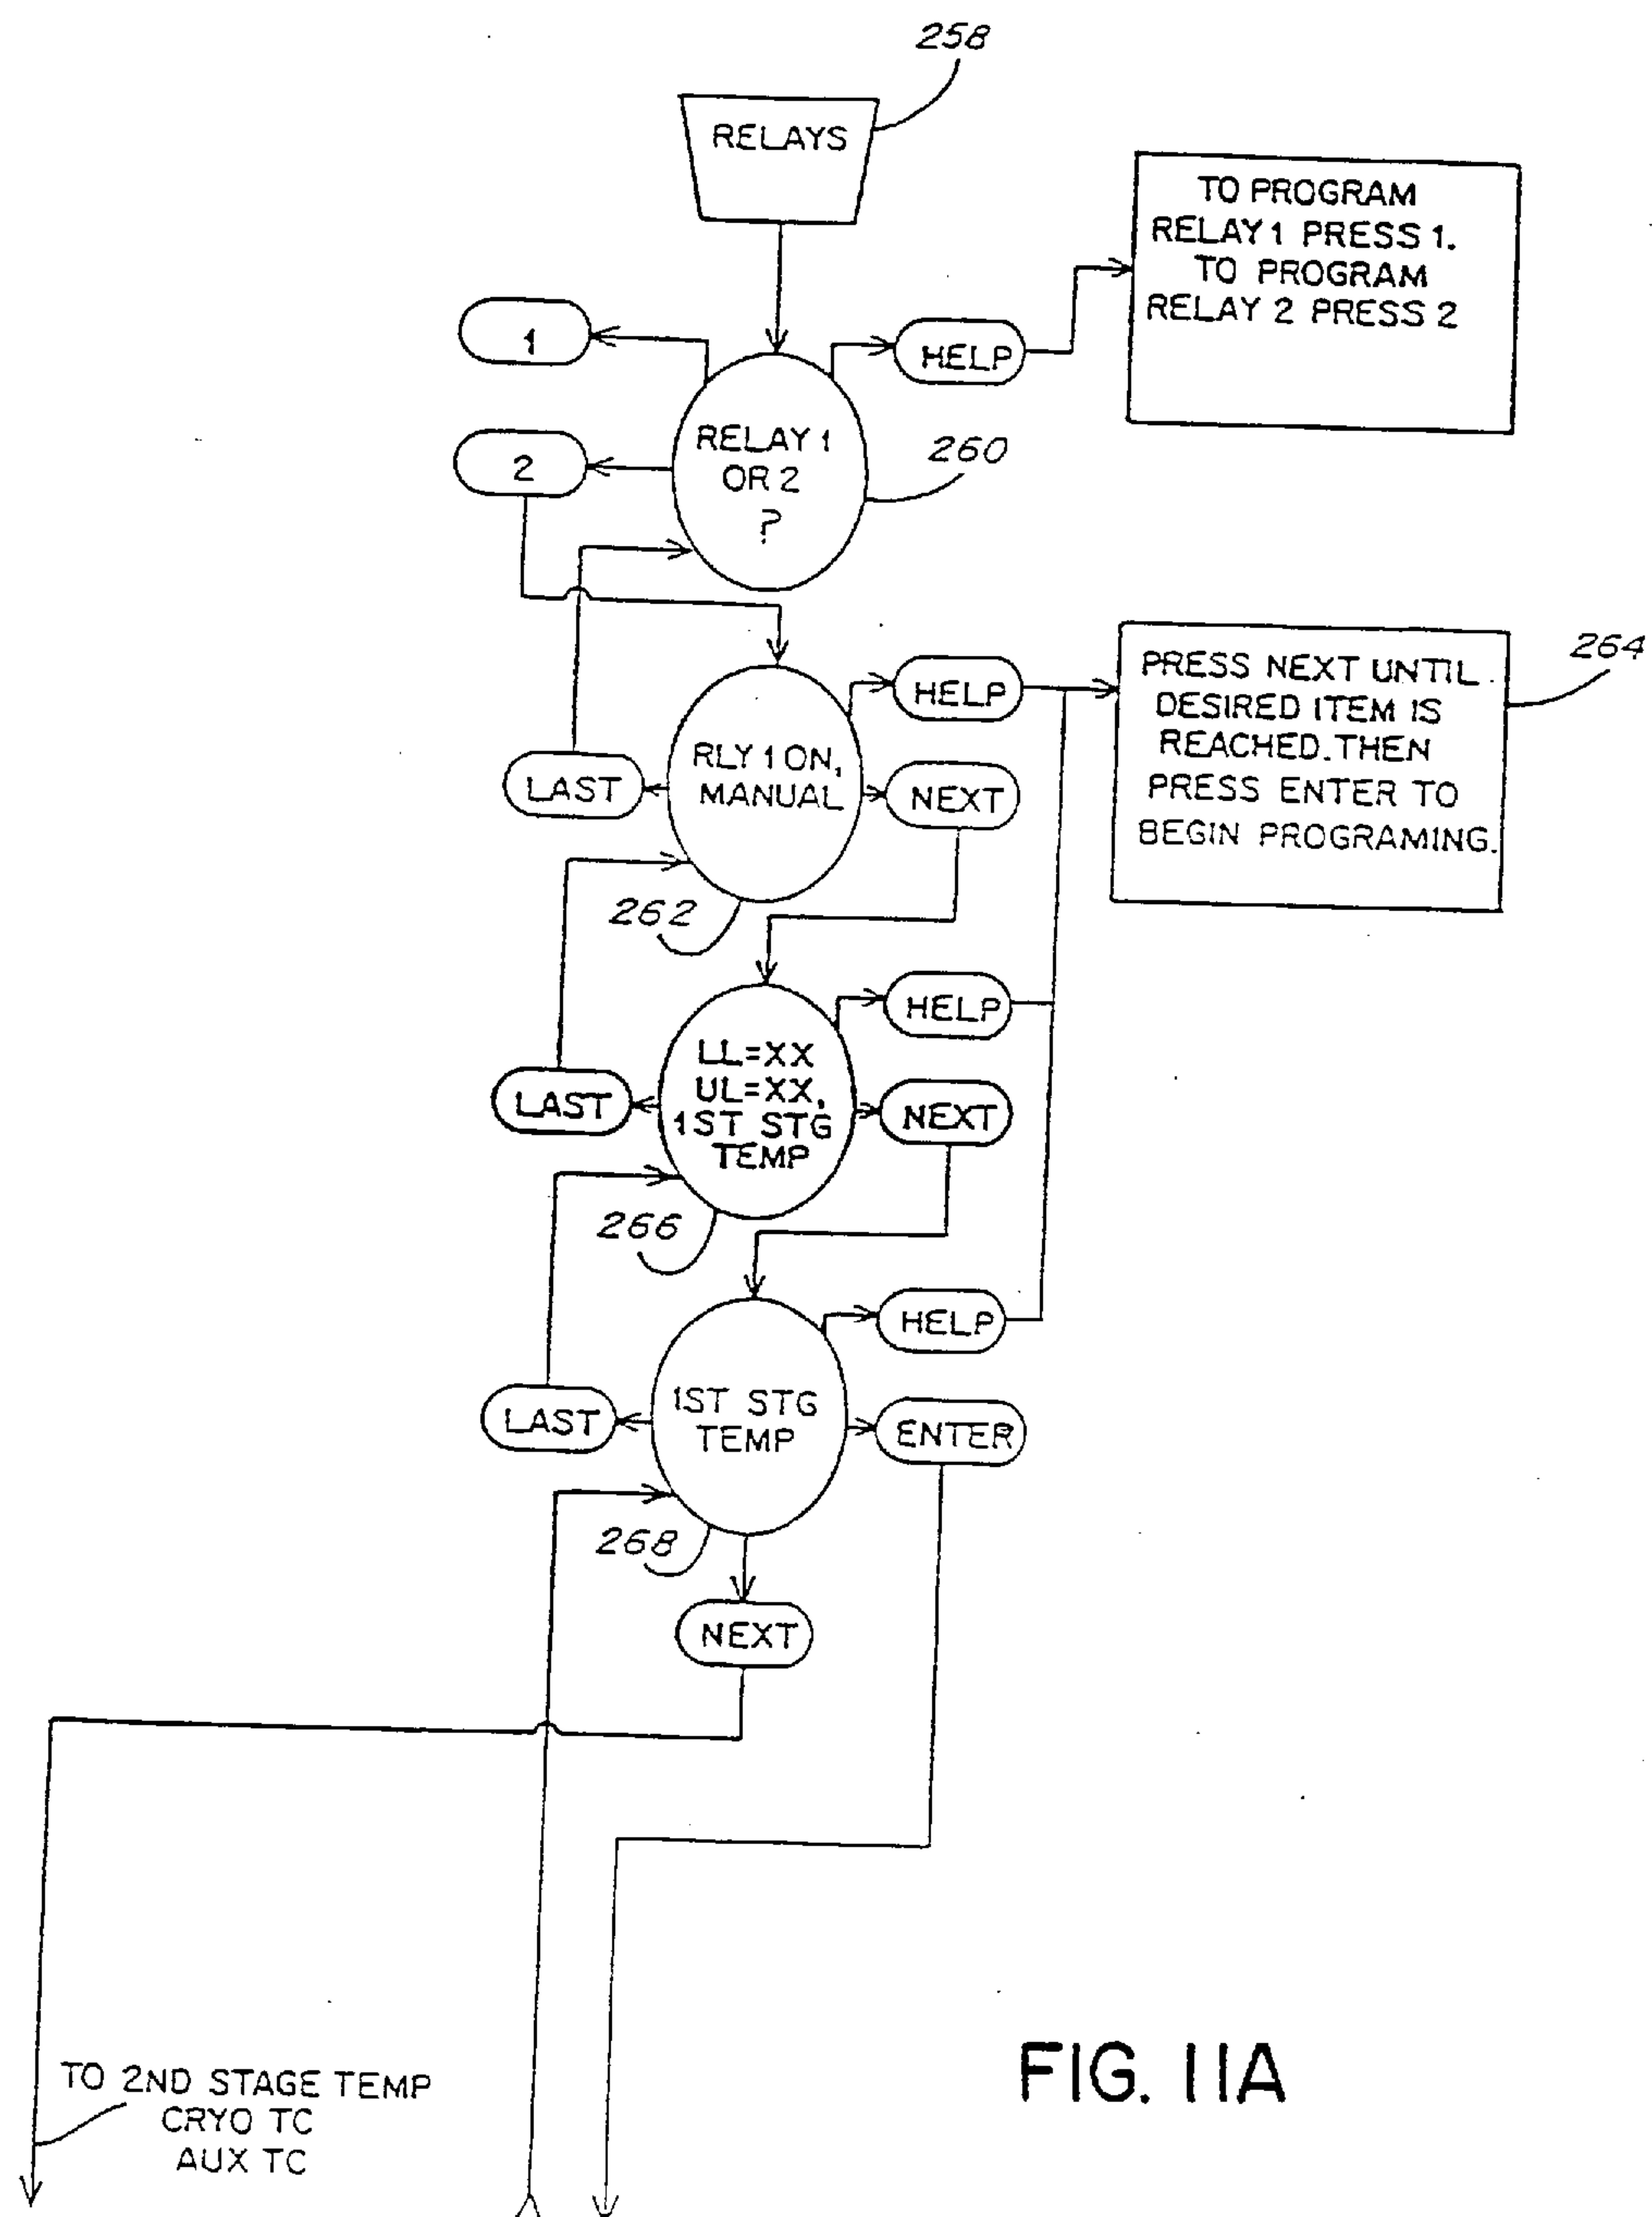 258
RELAYS
TO PROGRAM
RELAY 1 PRESS 1.
TO PROGRAM
RELAY 2 PRESS 2
1
HELP
RELAY 1
OR 2
?
260
2
HELP
PRESS NEXT UNTIL
DESIRED ITEM IS
REACHED. THEN
PRESS ENTER TO
BEGIN PROGRAMING.
264
RLY 1 ON,
MANUAL
LAST
NEXT
262
HELP
LL=XX
UL=XX,
1ST STG
TEMP
LAST
NEXT
266
HELP
1ST STG
TEMP
LAST
ENTER
268
NEXT
TO 2ND STAGE TEMP
CRYO TC
AUX TC
FIG. 11A